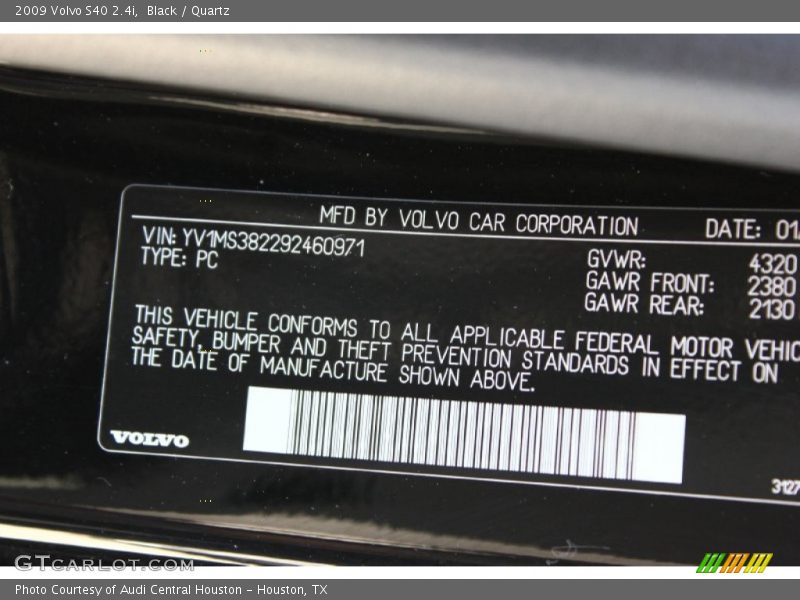 2009 Volvo S40 2.4i, Black / Quartz
MFD BY VOLVO CAR CORPORATION DATE: 01/
VIN: YV1MS382292460971
TYPE: PC
GVWR: 4320
GAWR FRONT: 2380
GAWR REAR: 2130
THIS VEHICLE CONFORMS TO ALL APPLICABLE FEDERAL MOTOR VEHIC
SAFETY, BUMPER AND THEFT PREVENTION STANDARDS IN EFFECT ON
THE DATE OF MANUFACTURE SHOWN ABOVE.
VOLVO
3127
GTCARLOT.COM
Photo Courtesy of Audi Central Houston - Houston, TX